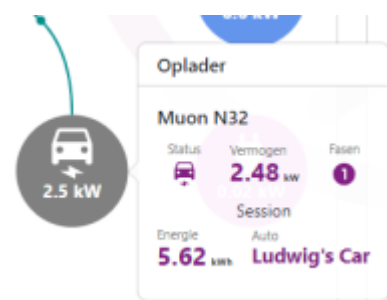 Oplader
Muon N32
Status Vermogen Fasen
2.48 kW 1
2.5 kW
Session
Energie Auto
5.62 kWh Ludwig's Car